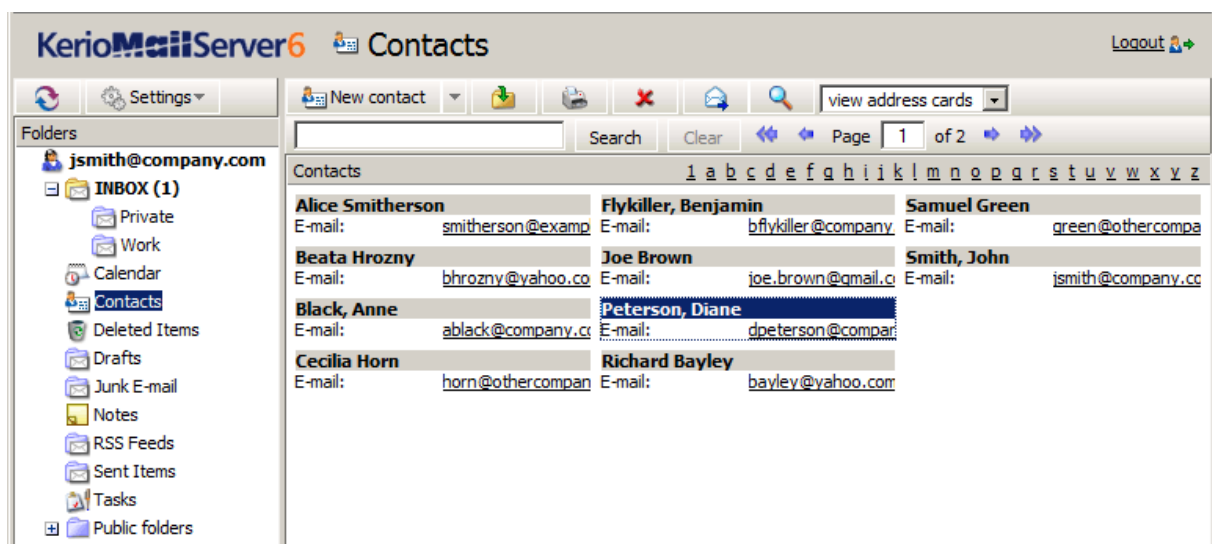 KerioMailServer6 Contacts Logout
Settings New contact view address cards
Folders Search Clear Page 1 of 2
jsmith@company.com
INBOX (1)
Private
Work
Calendar
Contacts
Deleted Items
Drafts
Junk E-mail
Notes
RSS Feeds
Sent Items
Tasks
Public folders
Contacts 1 a b c d e f g h i j k l m n o p q r s t u v w x y z
Alice Smitherson Flykiller, Benjamin Samuel Green
E-mail: smitherson@examp E-mail: bflykiller@company. E-mail: green@othercompa
Beata Hrozny Joe Brown Smith, John
E-mail: bhrozny@yahoo.co E-mail: joe.brown@gmail.co E-mail: jsmith@company.co
Black, Anne Peterson, Diane
E-mail: ablack@company.co E-mail: dpeterson@compan
Cecilia Horn Richard Bayley
E-mail: horn@othercompan E-mail: bayley@yahoo.com